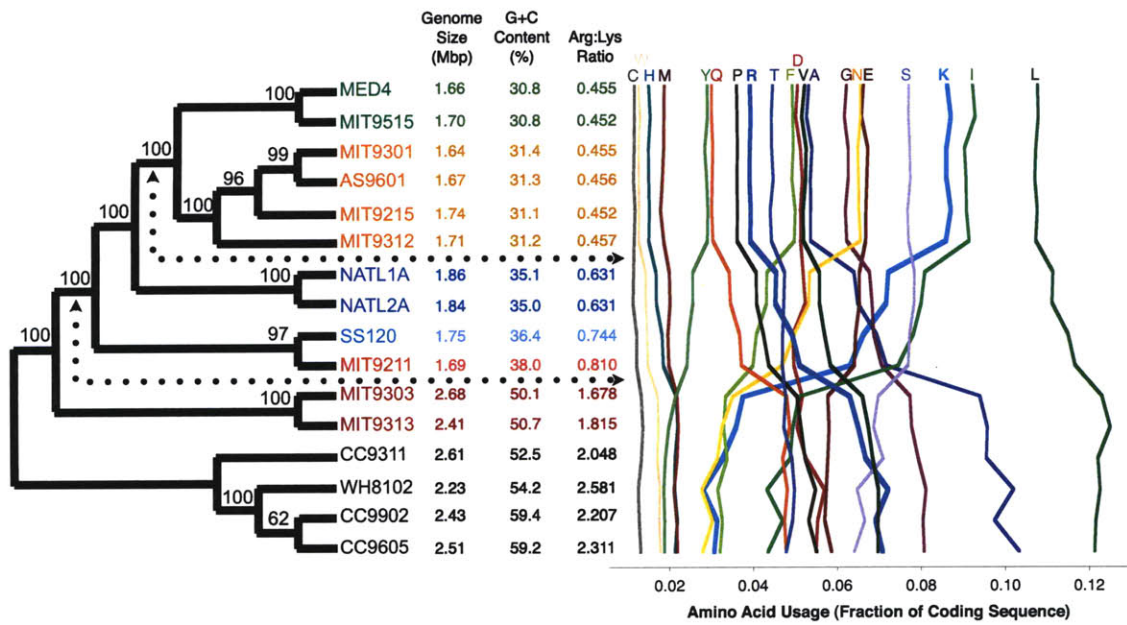 Genome Size (Mbp) G+C Content (%) Arg:Lys Ratio
D
C H M Y Q P R T F V A G N E S K I L
100 MED4 1.66 30.8 0.455
MIT9515 1.70 30.8 0.452
100 99 MIT9301 1.64 31.4 0.455
96 AS9601 1.67 31.3 0.456
100 100 MIT9215 1.74 31.1 0.452
MIT9312 1.71 31.2 0.457
100 100 NATL1A 1.86 35.1 0.631
NATL2A 1.84 35.0 0.631
97 SS120 1.75 36.4 0.744
100 MIT9211 1.69 38.0 0.810
100 MIT9303 2.68 50.1 1.678
MIT9313 2.41 50.7 1.815
CC9311 2.61 52.5 2.048
100 WH8102 2.23 54.2 2.581
62 CC9902 2.43 59.4 2.207
CC9605 2.51 59.2 2.311
0.02 0.04 0.06 0.08 0.10 0.12
Amino Acid Usage (Fraction of Coding Sequence)